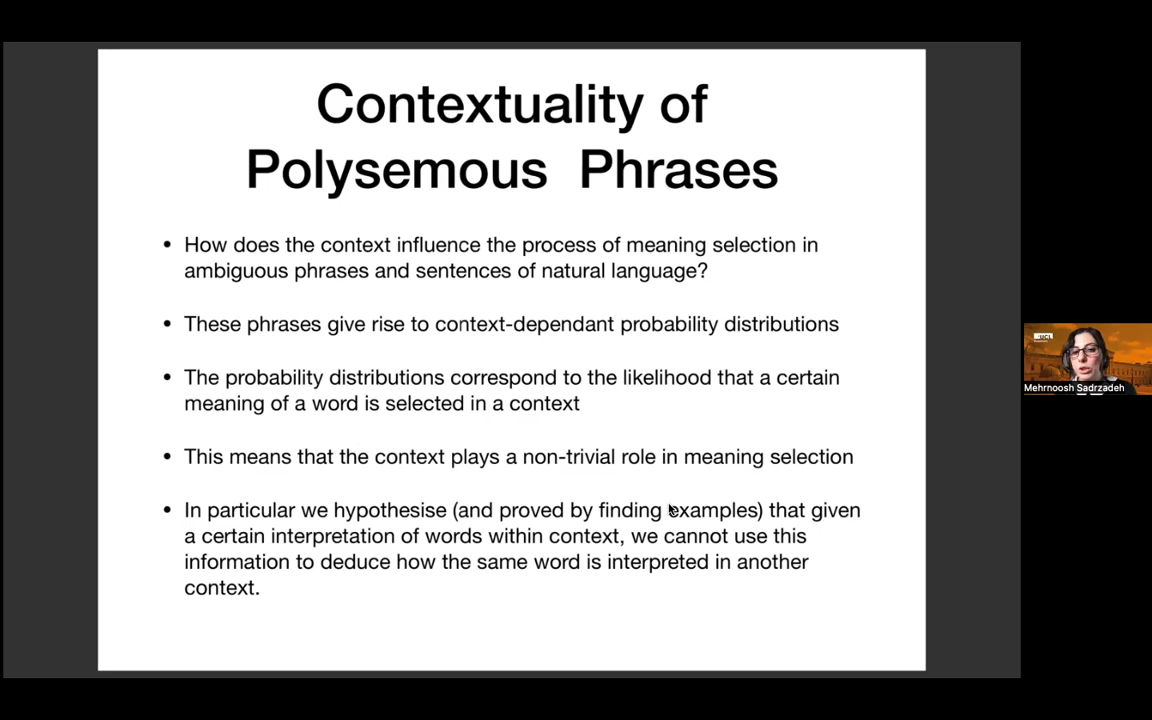 Contextuality of
Polysemous Phrases
• How does the context influence the process of meaning selection in
ambiguous phrases and sentences of natural language?
• These phrases give rise to context-dependant probability distributions
• The probability distributions correspond to the likelihood that a certain
meaning of a word is selected in a context
• This means that the context plays a non-trivial role in meaning selection
• In particular we hypothesise (and proved by finding examples) that given
a certain interpretation of words within context, we cannot use this
information to deduce how the same word is interpreted in another
context.
UCL
Mehrnoosh Sadrzadeh